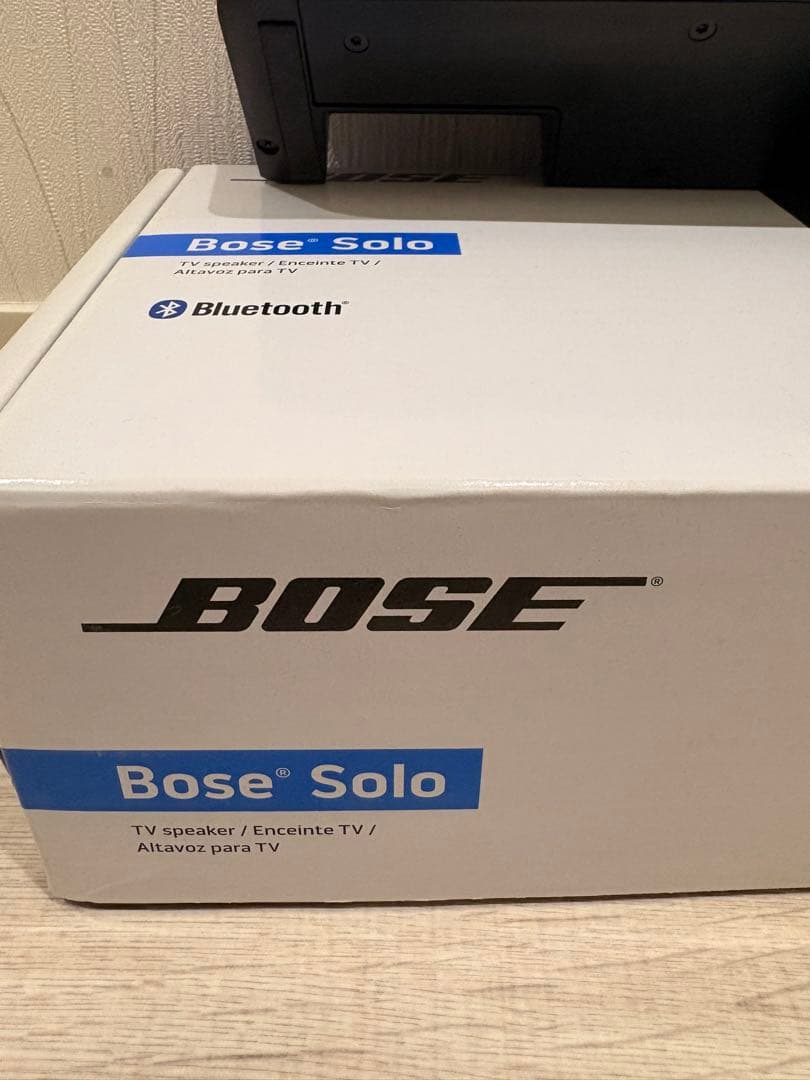 Bose® Solo
TV speaker / Enceinte TV /
Altavoz para TV
Bluetooth®
BOSE®
Bose® Solo
TV speaker / Enceinte TV /
Altavoz para TV